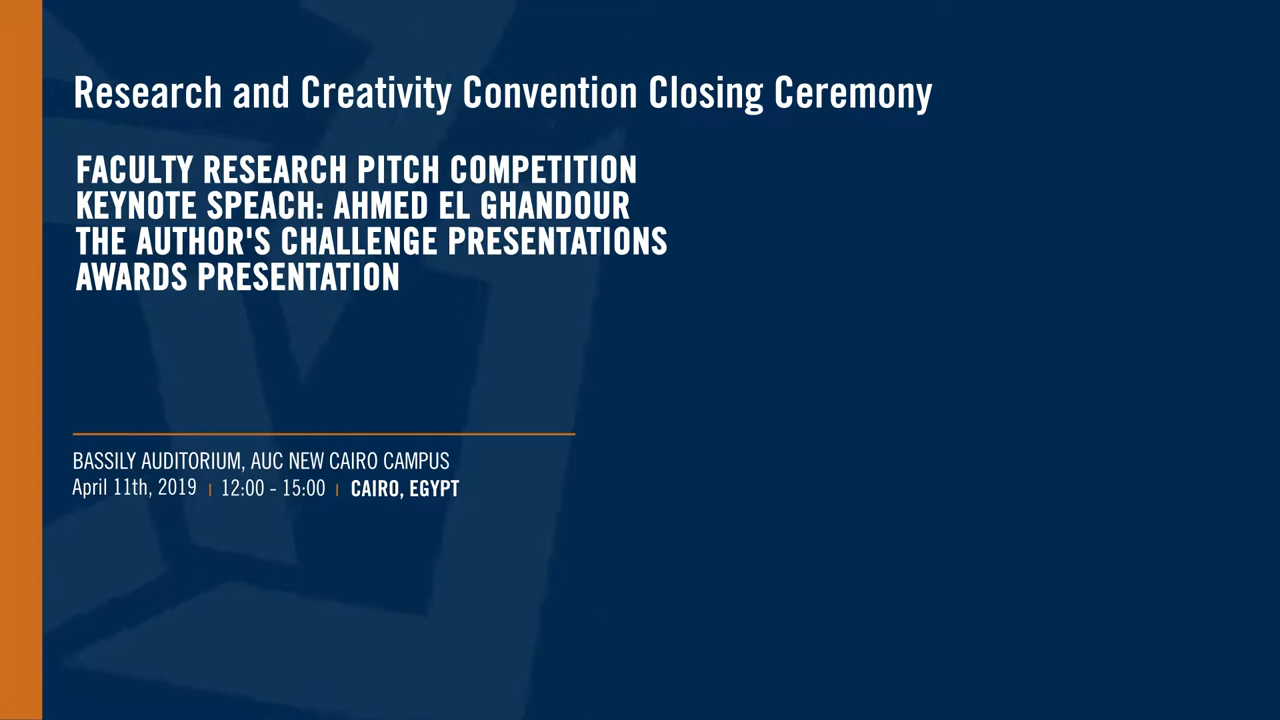 Research and Creativity Convention Closing Ceremony
FACULTY RESEARCH PITCH COMPETITION
KEYNOTE SPEACH: AHMED EL GHANDOUR
THE AUTHOR'S CHALLENGE PRESENTATIONS
AWARDS PRESENTATION
BASSILY AUDITORIUM, AUC NEW CAIRO CAMPUS
April 11th, 2019 | 12:00 - 15:00 | CAIRO, EGYPT